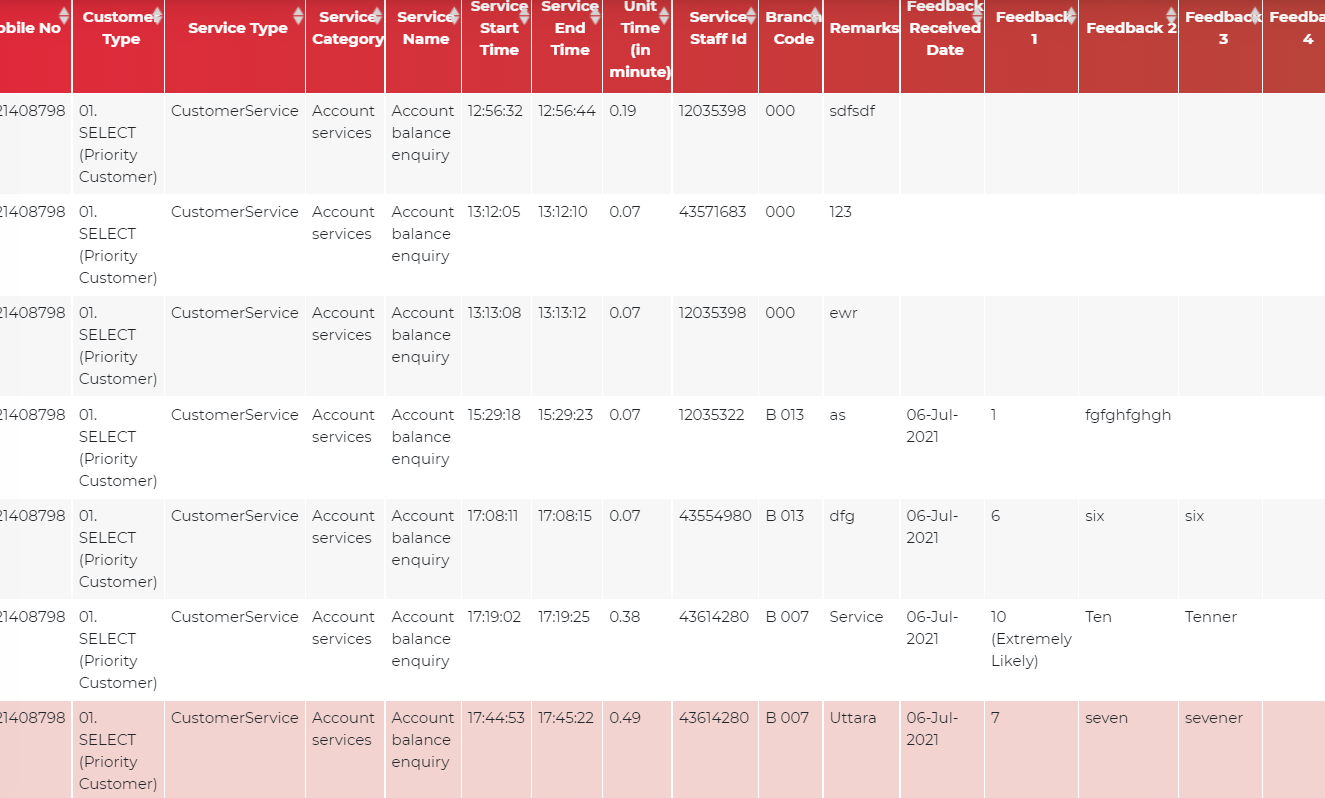 Mobile No Customer Type Service Type Service Category Service Name Service Start Time Service End Time Unit Time (in minute) Service Staff Id Branch Code Remarks Feedback Received Date Feedback 1 Feedback 2 Feedback 3 Feedba 4
21408798 01. SELECT (Priority Customer) CustomerService Account services Account balance enquiry 12:56:32 12:56:44 0.19 12035398 000 sdfsdf
21408798 01. SELECT (Priority Customer) CustomerService Account services Account balance enquiry 13:12:05 13:12:10 0.07 43571683 000 123
21408798 01. SELECT (Priority Customer) CustomerService Account services Account balance enquiry 13:13:08 13:13:12 0.07 12035398 000 ewr
21408798 01. SELECT (Priority Customer) CustomerService Account services Account balance enquiry 15:29:18 15:29:23 0.07 12035322 B 013 as 06-Jul-2021 1 fgfghfghgh
21408798 01. SELECT (Priority Customer) CustomerService Account services Account balance enquiry 17:08:11 17:08:15 0.07 43554980 B 013 dfg 06-Jul-2021 6 six six
21408798 01. SELECT (Priority Customer) CustomerService Account services Account balance enquiry 17:19:02 17:19:25 0.38 43614280 B 007 Service 06-Jul-2021 10 (Extremely Likely) Ten Tenner
21408798 01. SELECT (Priority Customer) CustomerService Account services Account balance enquiry 17:44:53 17:45:22 0.49 43614280 B 007 Uttara 06-Jul-2021 7 seven sevener